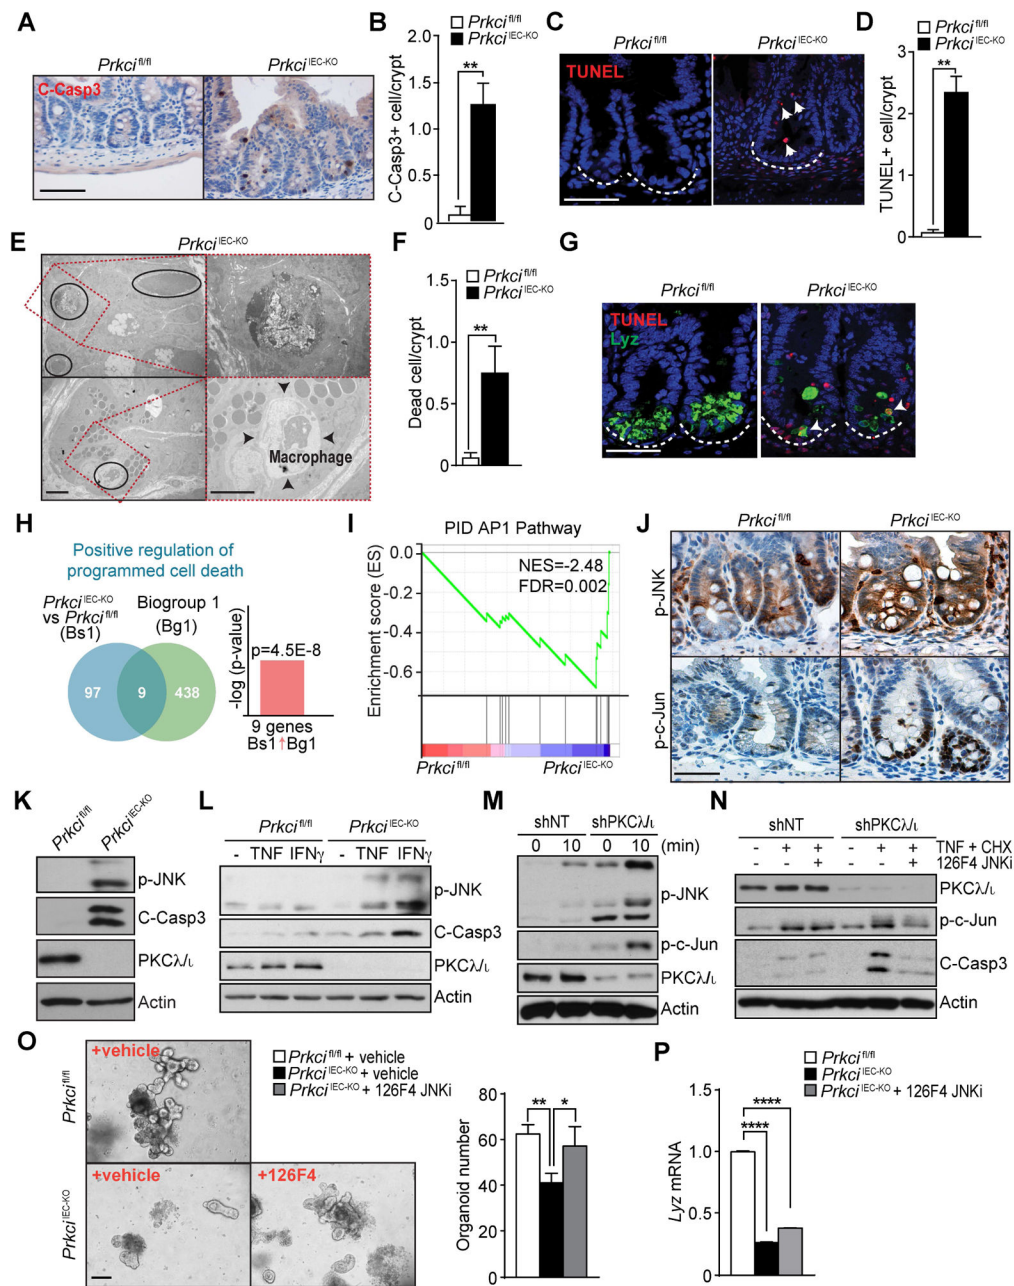 A
Prkci fl/fl
Prkci IEC-KO
C-Casp3
B
Prkci fl/fl
Prkci IEC-KO
C-Casp3+ cell/crypt
2.0
1.5
1.0
0.5
0
**
C
Prkci fl/fl
Prkci IEC-KO
TUNEL
D
Prkci fl/fl
Prkci IEC-KO
TUNEL+ cell/crypt
3
2
1
0
**
E
Prkci IEC-KO
Macrophage
F
Prkci fl/fl
Prkci IEC-KO
Dead cell/crypt
1.5
1.0
0.5
0
**
G
Prkci fl/fl
Prkci IEC-KO
TUNEL
Lyz
H
Positive regulation of
programmed cell death
Prkci IEC-KO
vs Prkci fl/fl
(Bs1)
Biogroup 1
(Bg1)
97
9
438
-log (p-value)
p=4.5E-8
9 genes
Bs1↑Bg1
I
PID AP1 Pathway
Enrichment score (ES)
0.0
-0.2
-0.4
-0.6
NES=-2.48
FDR=0.002
Prkci fl/fl
Prkci IEC-KO
J
Prkci fl/fl
Prkci IEC-KO
p-JNK
p-c-Jun
K
Prkci fl/fl
Prkci IEC-KO
p-JNK
C-Casp3
PKCλ/ι
Actin
L
Prkci fl/fl
Prkci IEC-KO
- TNF IFNγ - TNF IFNγ
p-JNK
C-Casp3
PKCλ/ι
Actin
M
shNT shPKCλ/ι
0 10 0 10 (min)
p-JNK
p-c-Jun
PKCλ/ι
Actin
N
shNT shPKCλ/ι
- + + - + + TNF + CHX
- - + - - + 126F4 JNKi
PKCλ/ι
p-c-Jun
C-Casp3
Actin
O
Prkci fl/fl
+vehicle
Prkci IEC-KO
+vehicle
+126F4
Prkci fl/fl + vehicle
Prkci IEC-KO + vehicle
Prkci IEC-KO + 126F4 JNKi
Organoid number
80
60
40
20
0
**
*
P
Prkci fl/fl
Prkci IEC-KO
Prkci IEC-KO + 126F4 JNKi
Lyz mRNA
1.5
1.0
0.5
0
****
****